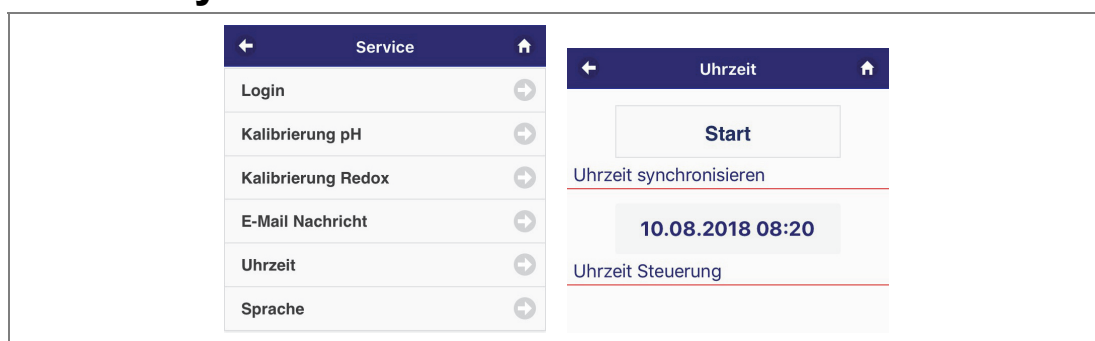 Service
Login
Kalibrierung pH
Kalibrierung Redox
E-Mail Nachricht
Uhrzeit
Sprache
Uhrzeit
Start
Uhrzeit synchronisieren
10.08.2018 08:20
Uhrzeit Steuerung